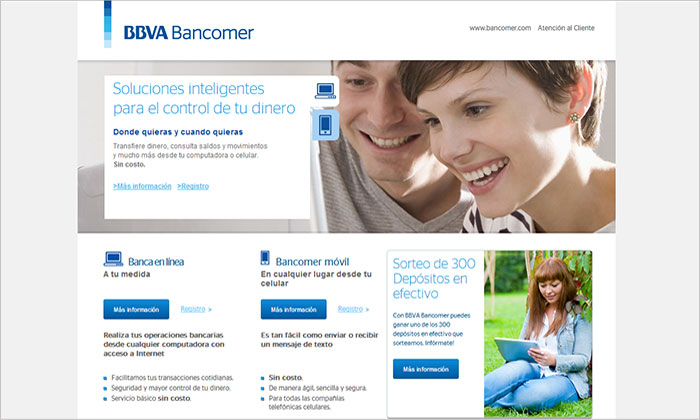 BBVA Bancomer
www.bancomer.com Atención al Cliente
Soluciones inteligentes
para el control de tu dinero
Donde quieras y cuando quieras
Transfiere dinero, consulta saldos y movimientos
y mucho más desde tu computadora o celular.
Sin costo.
>Más información >Registro
Banca en línea
A tu medida
Más información Registro >
Realiza tus operaciones bancarias
desde cualquier computadora con
acceso a Internet
Facilitamos tus transacciones cotidianas.
Seguridad y mayor control de tu dinero.
Servicio básico sin costo.
Bancomer móvil
En cualquier lugar desde tu
celular
Más información Registro >
Es tan fácil como enviar o recibir
un mensaje de texto
Sin costo.
De manera ágil, sencilla y segura.
Para todas las compañías
telefónicas celulares.
Sorteo de 300
Depósitos en
efectivo
Con BBVA Bancomer puedes
ganar uno de los 300
depósitos en efectivo que
sorteamos. Infórmate!
Más información